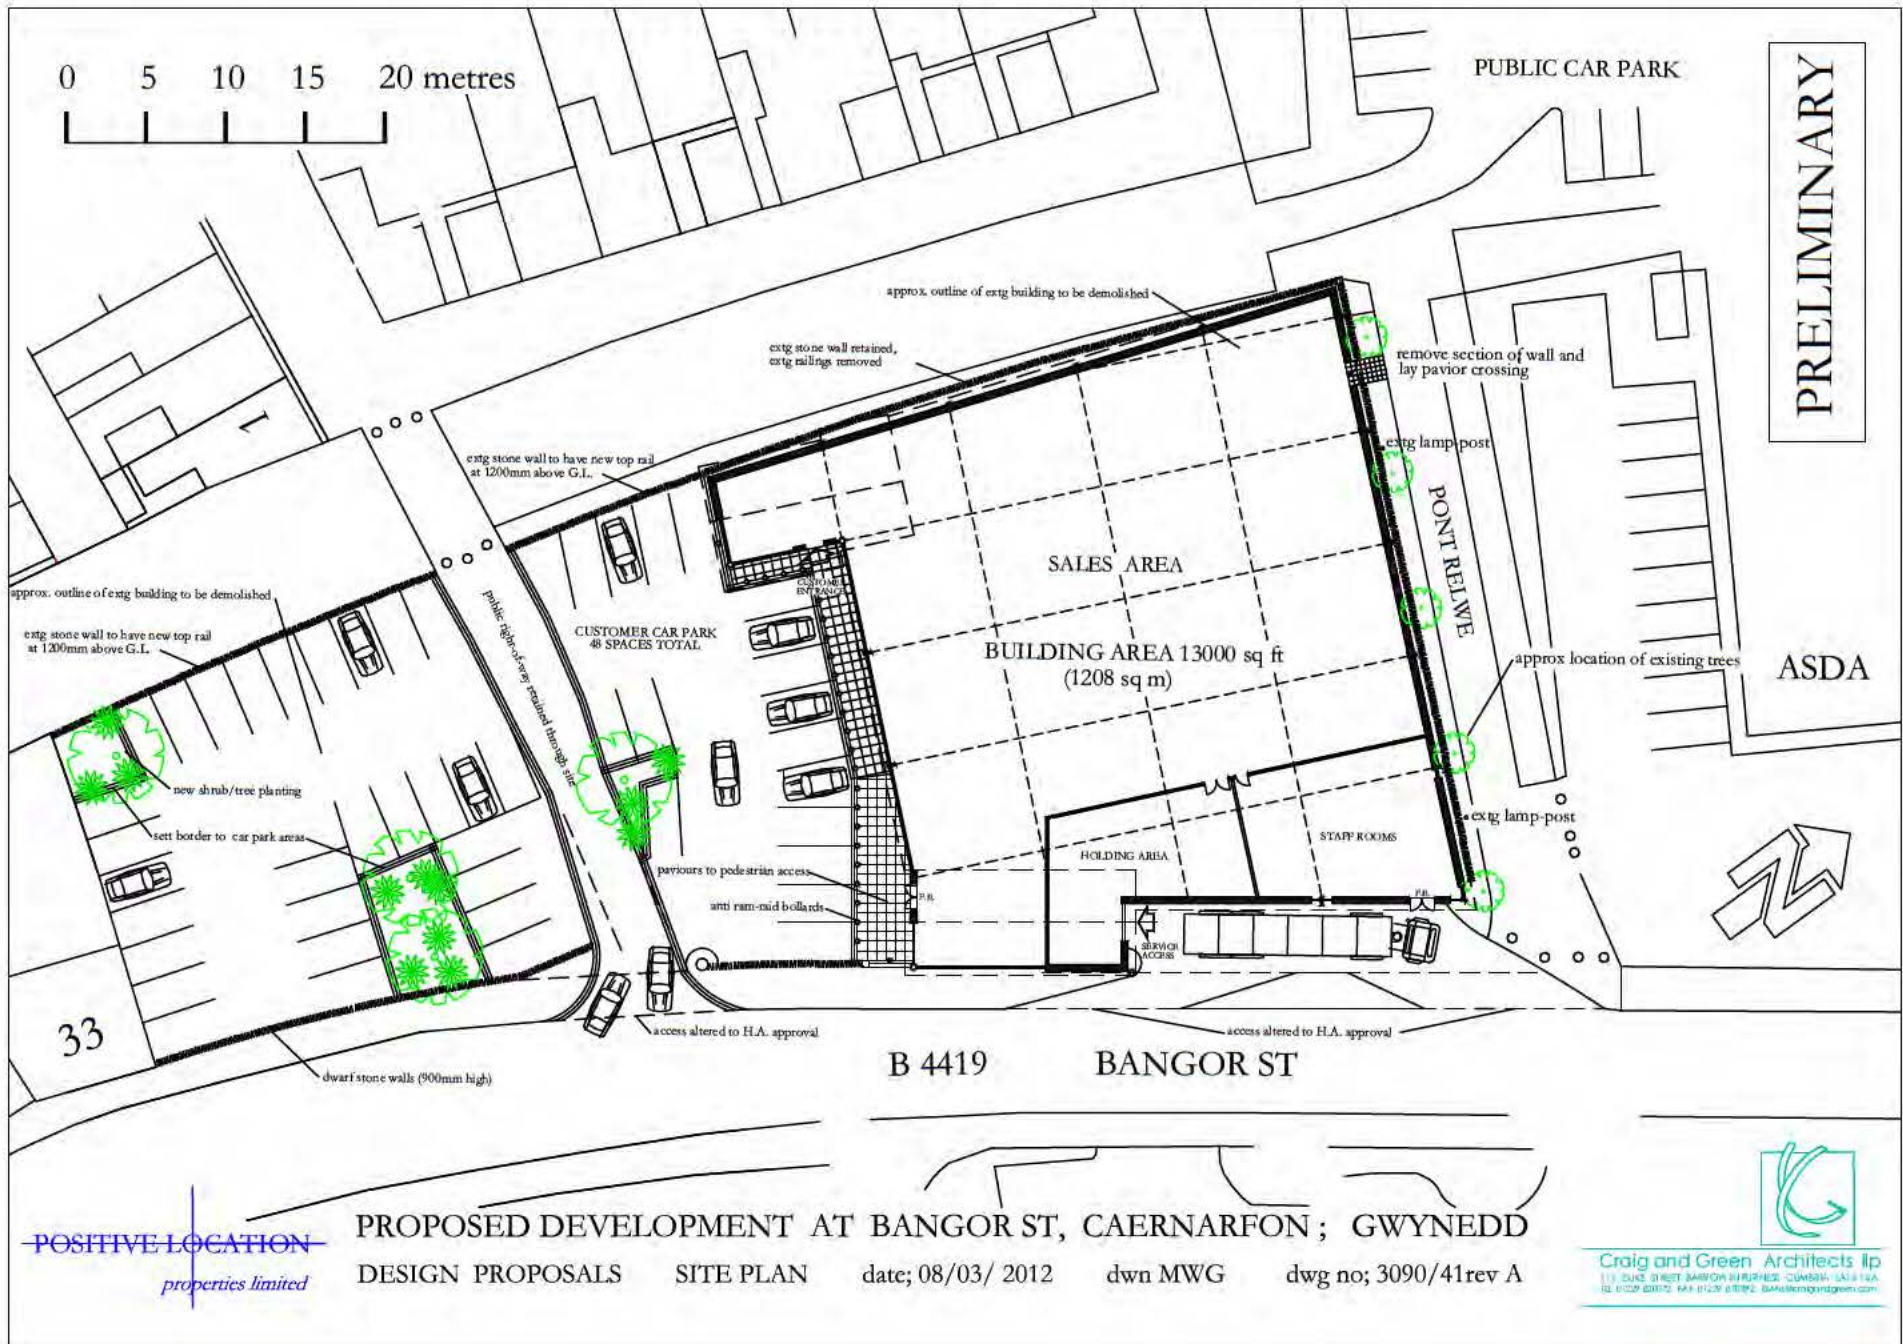 0 5 10 15 20 metres
PUBLIC CAR PARK
PRELIMINARY
approx. outline of extg building to be demolished
extg stone wall retained,
extg railings removed
remove section of wall and
lay pavior crossing
1
extg stone wall to have new top rail
at 1200mm above G.L.
extg lamp-post
PONT RELWE
SALES AREA
CUSTOMER
ENTRANCE
approx. outline of extg building to be demolished
extg stone wall to have new top rail
at 1200mm above G.L.
public right-of-way retained through site
CUSTOMER CAR PARK
48 SPACES TOTAL
BUILDING AREA 13000 sq ft
(1208 sq m)
approx location of existing trees
ASDA
new shrub/tree planting
sett border to car park areas
extg lamp-post
STAFF ROOMS
HOLDING AREA
paviours to pedestrian access
anti ram-raid bollards
F.E.
F.E.
SERVICE
ACCESS
33
access altered to H.A. approval
access altered to H.A. approval
dwarf stone walls (900mm high)
B 4419 BANGOR ST
POSITIVE LOCATION
properties limited
PROPOSED DEVELOPMENT AT BANGOR ST, CAERNARFON ; GWYNEDD
DESIGN PROPOSALS SITE PLAN date; 08/03/ 2012 dwn MWG dwg no; 3090/41rev A
Craig and Green Architects llp